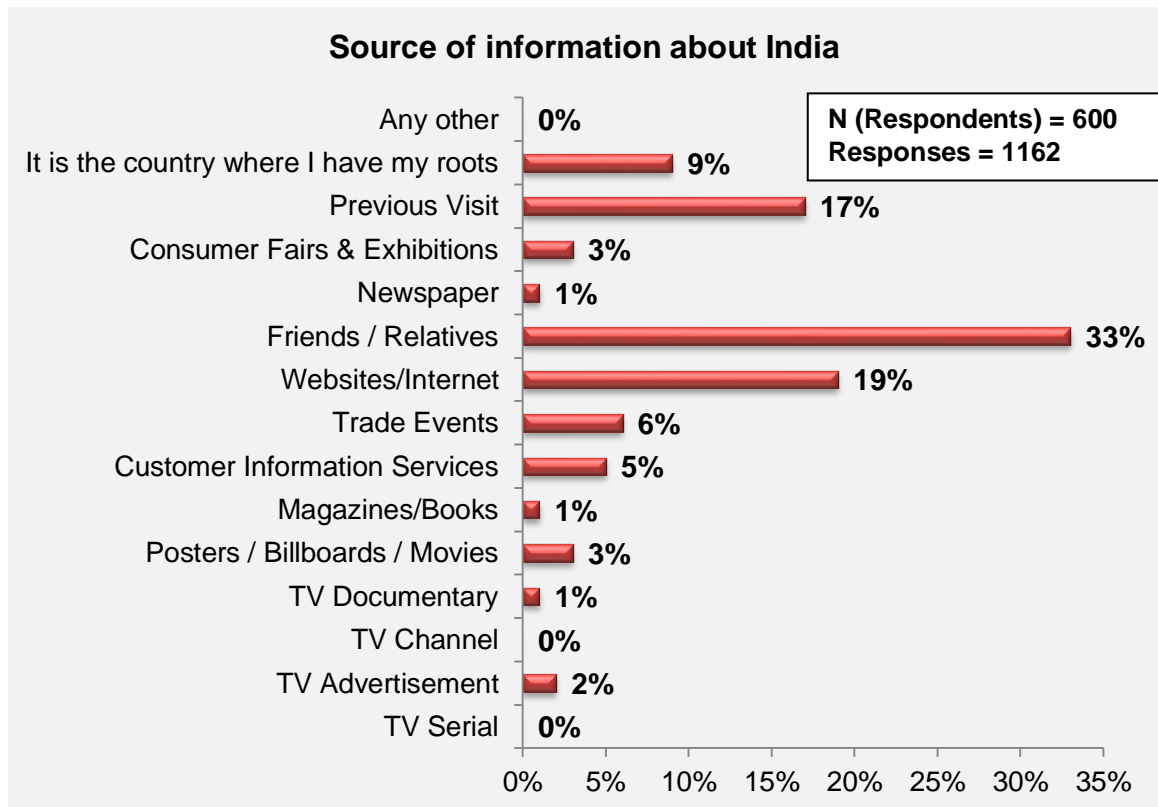 Source of information about India
N (Respondents) = 600
Responses = 1162
Any other 0%
It is the country where I have my roots 9%
Previous Visit 17%
Consumer Fairs & Exhibitions 3%
Newspaper 1%
Friends / Relatives 33%
Websites/Internet 19%
Trade Events 6%
Customer Information Services 5%
Magazines/Books 1%
Posters / Billboards / Movies 3%
TV Documentary 1%
TV Channel 0%
TV Advertisement 2%
TV Serial 0%
0% 5% 10% 15% 20% 25% 30% 35%